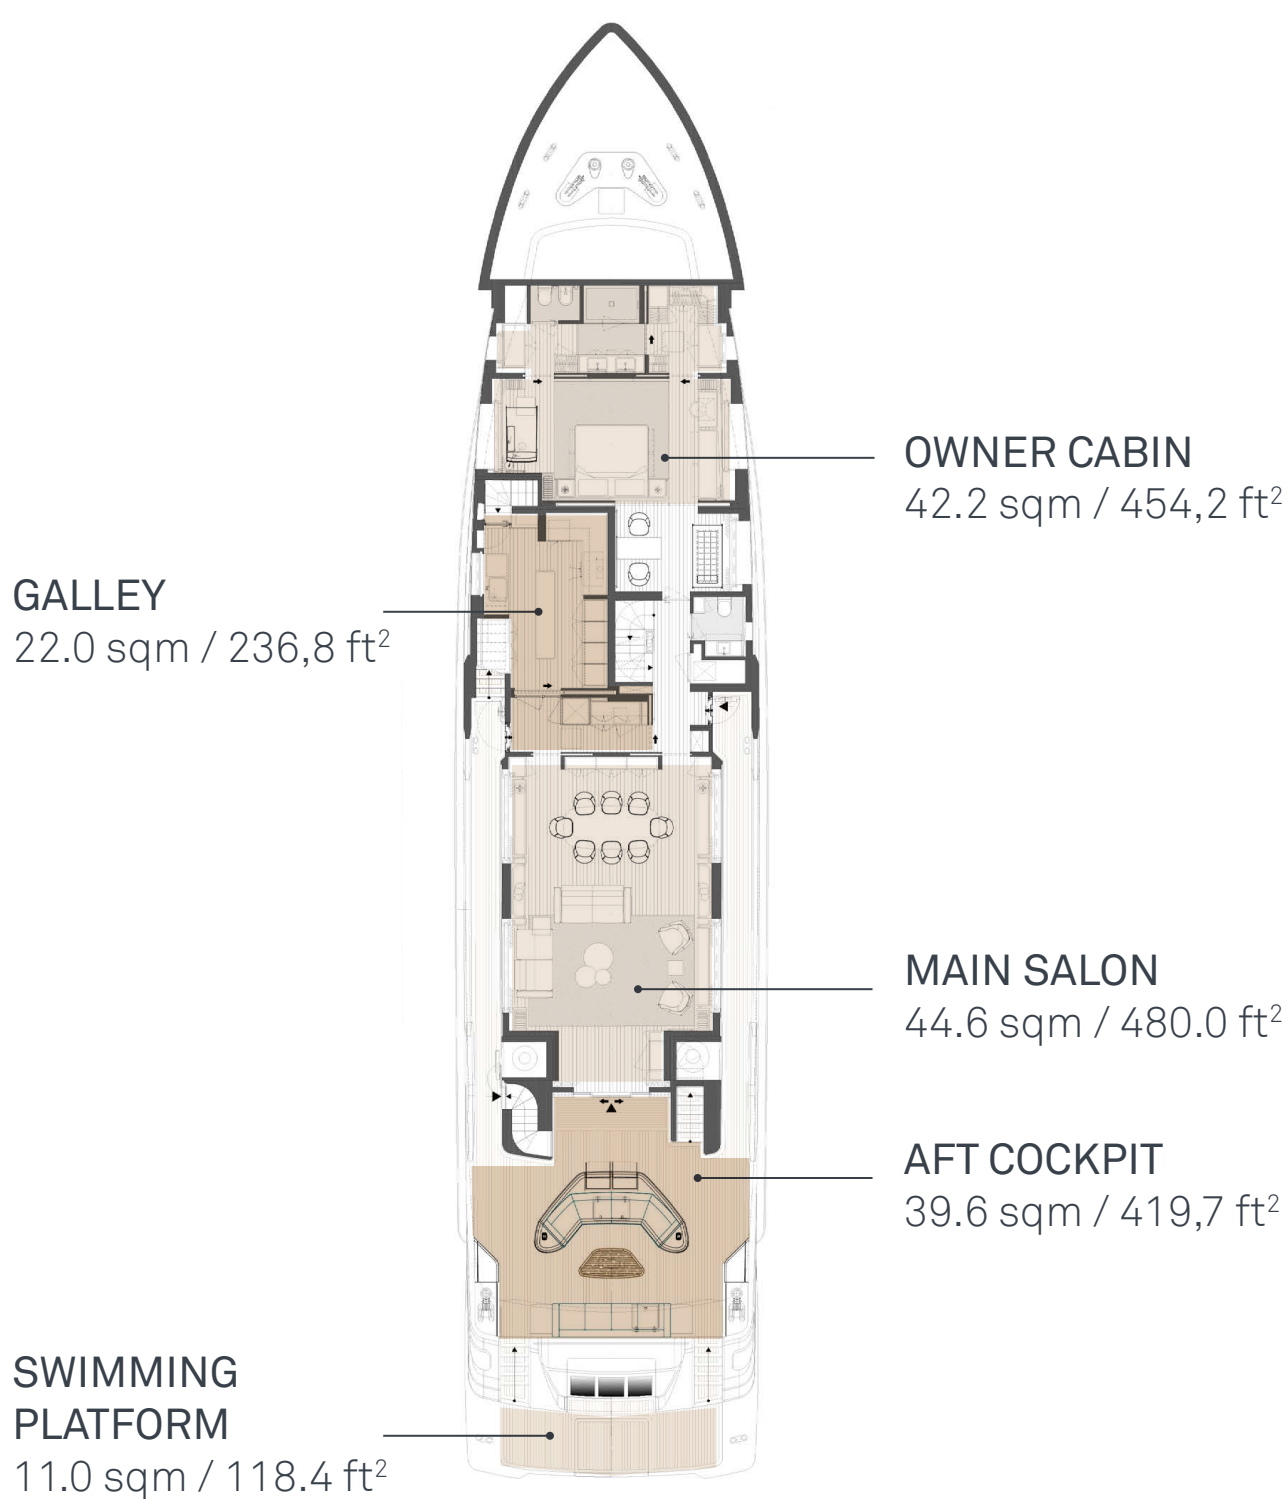 OWNER CABIN
42.2 sqm / 454,2 ft²
GALLEY
22.0 sqm / 236,8 ft²
MAIN SALON
44.6 sqm / 480.0 ft²
AFT COCKPIT
39.6 sqm / 419,7 ft²
SWIMMING
PLATFORM
11.0 sqm / 118.4 ft²